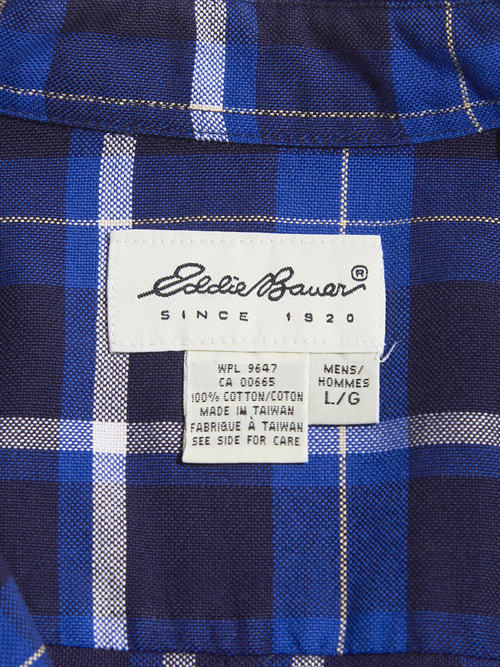 Eddie Bauer®
SINCE 1920
WPL 9647
CA 00665
100% COTTON/COTON
MADE IN TAIWAN
FABRIQUE À TAIWAN
SEE SIDE FOR CARE
MENS/
HOMMES
L/G